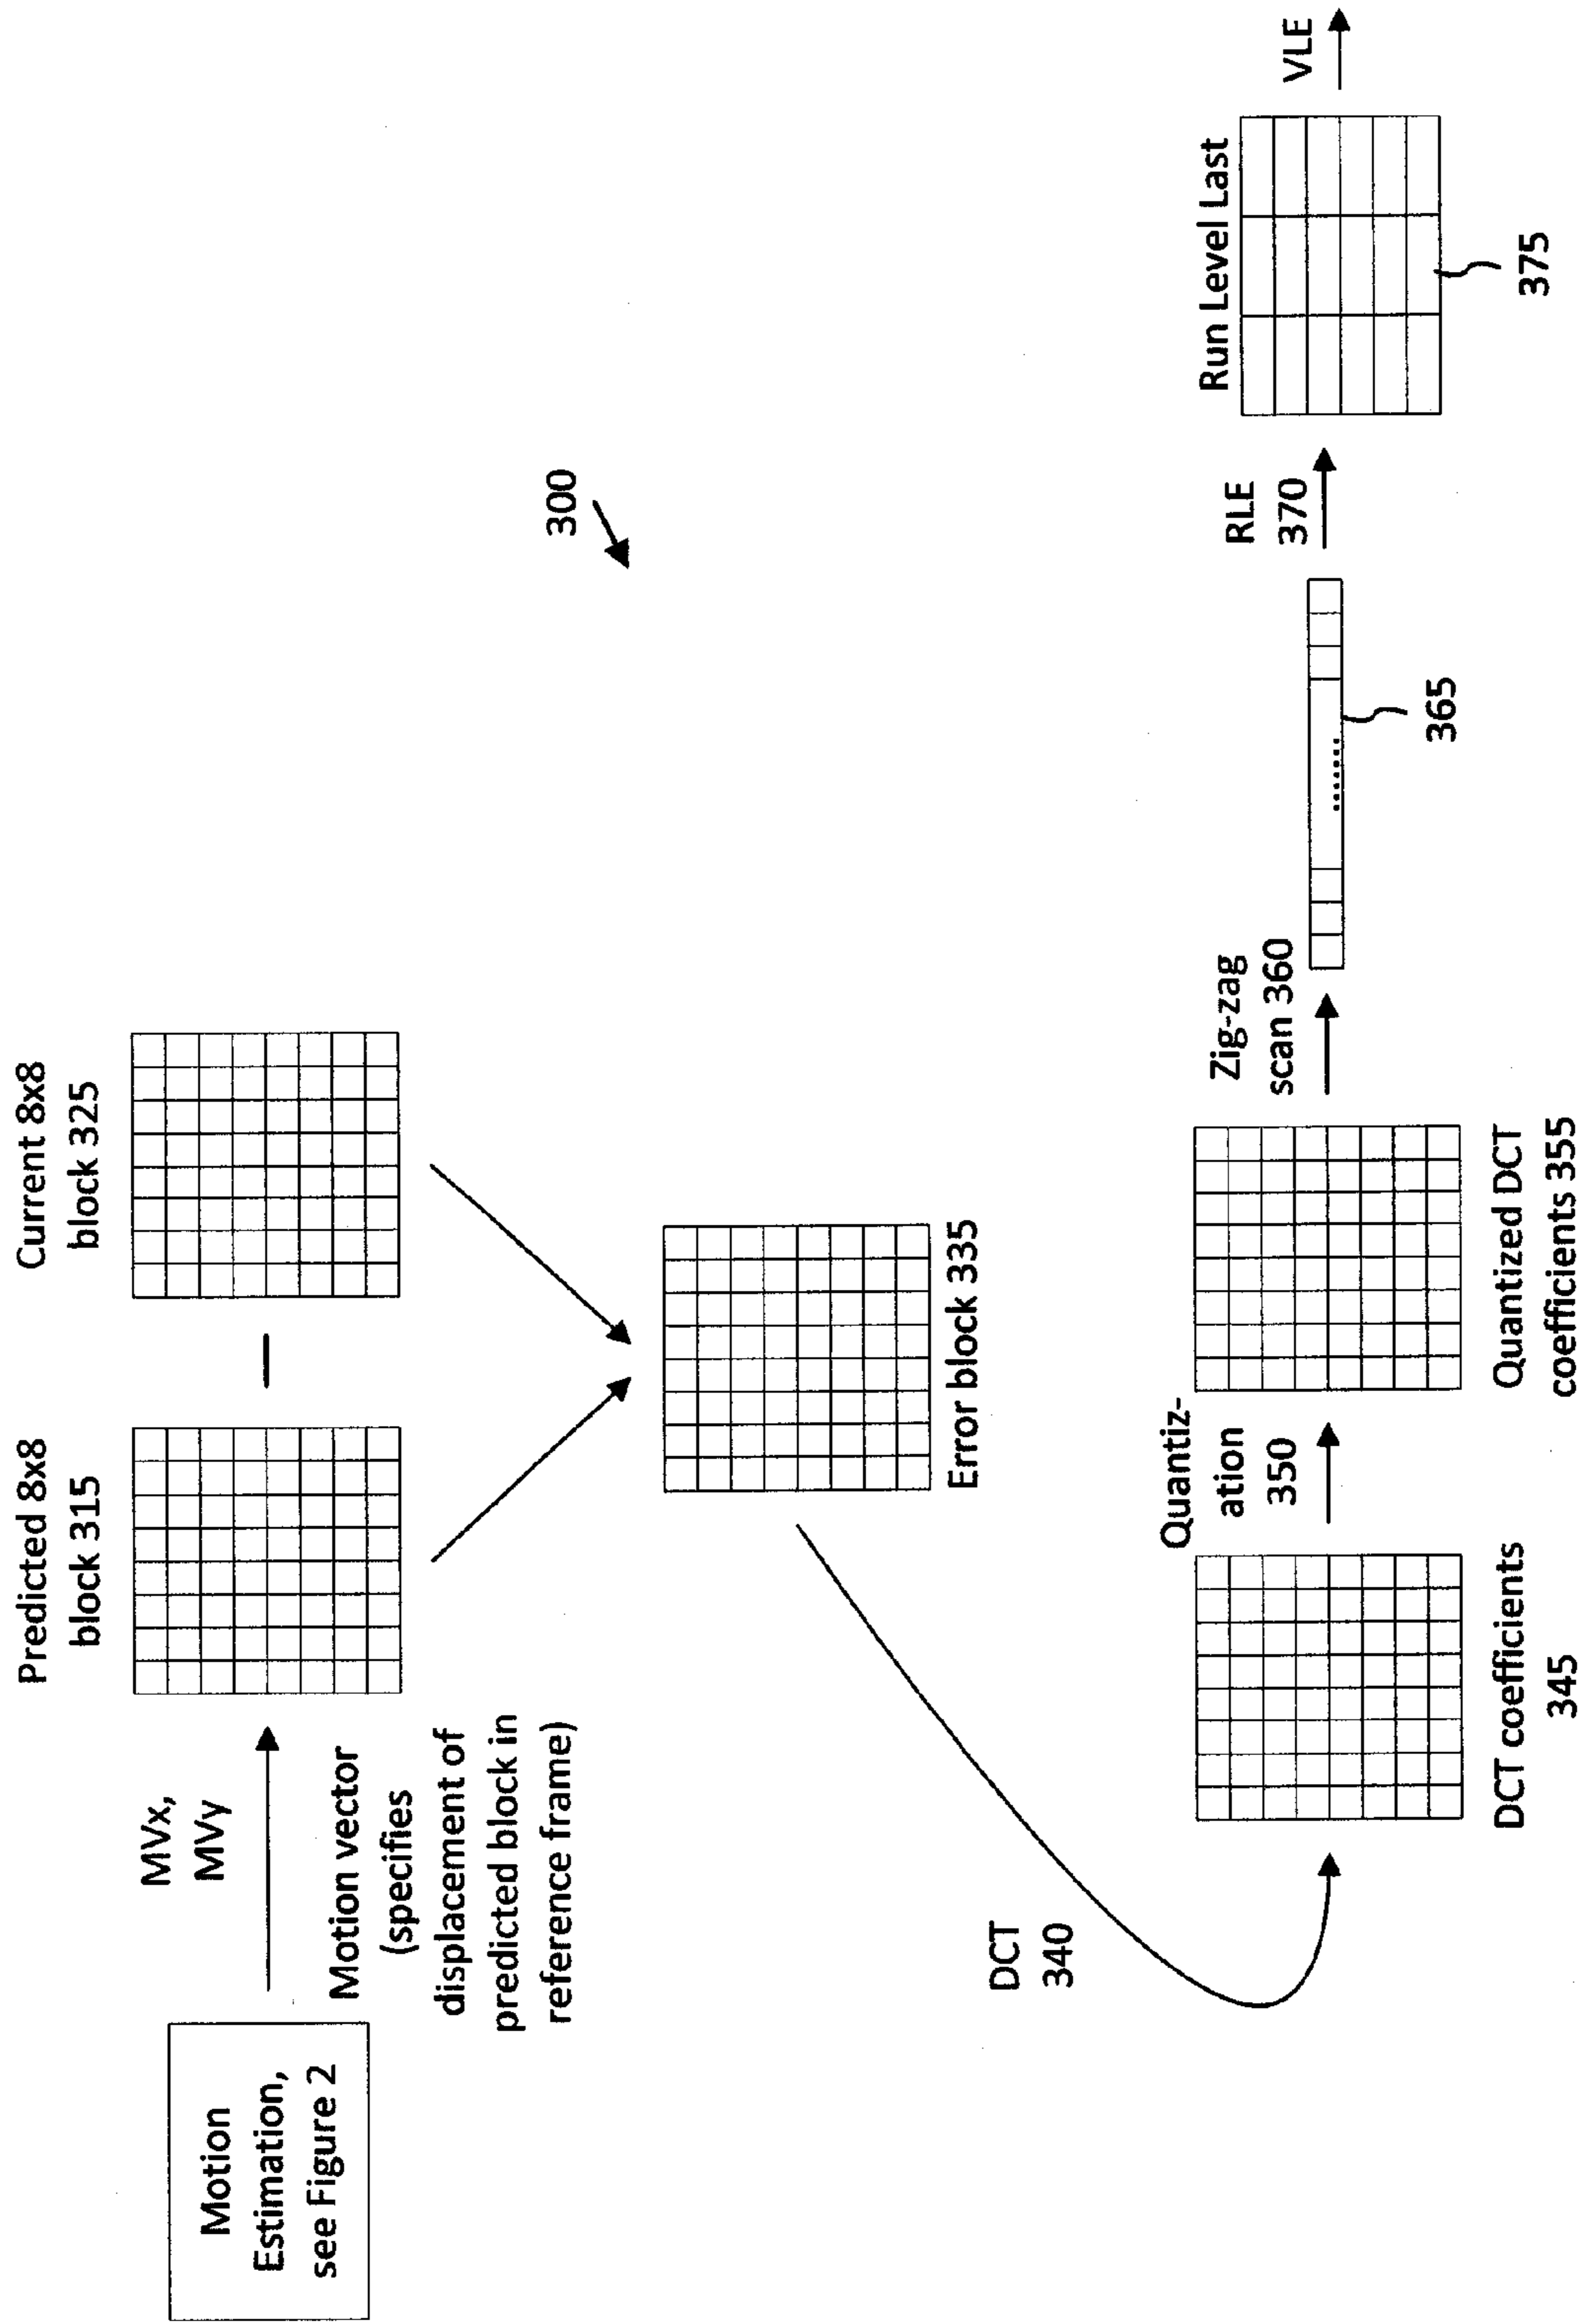 Motion
Estimation,
see Figure 2
MVx,
MVy
Motion vector
(specifies
displacement of
predicted block in
reference frame)
Predicted 8x8
block 315
Current 8x8
block 325
Error block 335
300
DCT
340
DCT coefficients
345
Quantiz-
ation
350
Quantized DCT
coefficients 355
Zig-zag
scan 360
.......
365
RLE
370
Run Level Last
375
VLE